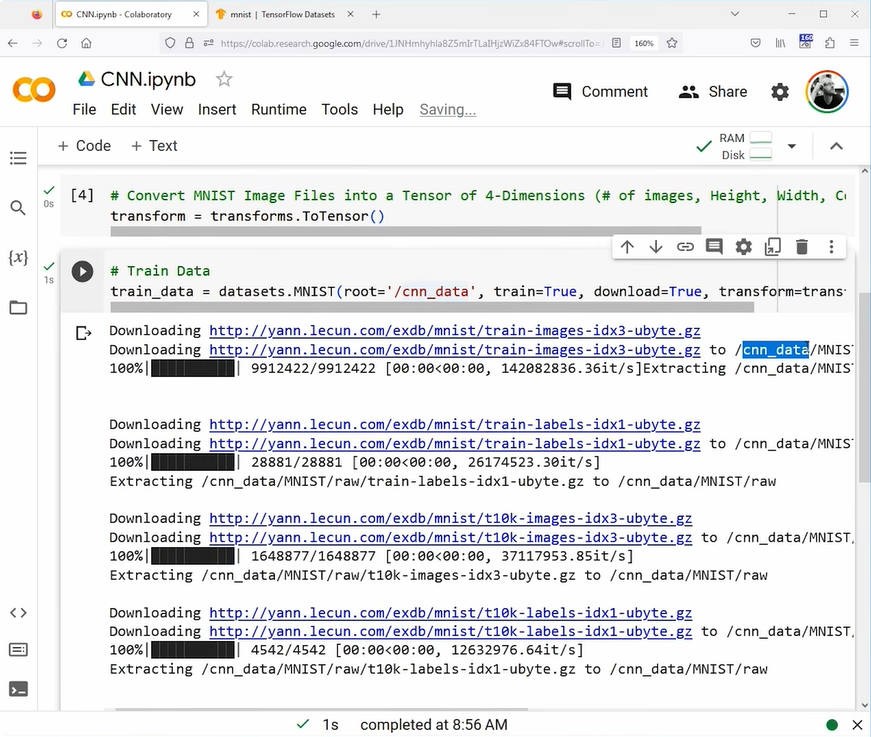 CNN.ipynb - Colaboratory
mnist | TensorFlow Datasets
https://colab.research.google.com/drive/1JNHmhyhla8Z5mIrTLaIHjzWiZx84FTOw#scrollTo=
160%
160
CNN.ipynb
Comment
Share
File Edit View Insert Runtime Tools Help Saving...
+ Code + Text
RAM
Disk
[4] # Convert MNIST Image Files into a Tensor of 4-Dimensions (# of images, Height, Width, Co
0s
transform = transforms.ToTensor()
{x}
1s
# Train Data
train_data = datasets.MNIST(root='/cnn_data', train=True, download=True, transform=trans
Downloading http://yann.lecun.com/exdb/mnist/train-images-idx3-ubyte.gz
Downloading http://yann.lecun.com/exdb/mnist/train-images-idx3-ubyte.gz to /cnn_data/MNIST
100%|██████████| 9912422/9912422 [00:00<00:00, 142082836.36it/s]Extracting /cnn_data/MNIST
Downloading http://yann.lecun.com/exdb/mnist/train-labels-idx1-ubyte.gz
Downloading http://yann.lecun.com/exdb/mnist/train-labels-idx1-ubyte.gz to /cnn_data/MNIST
100%|██████████| 28881/28881 [00:00<00:00, 26174523.30it/s]
Extracting /cnn_data/MNIST/raw/train-labels-idx1-ubyte.gz to /cnn_data/MNIST/raw
Downloading http://yann.lecun.com/exdb/mnist/t10k-images-idx3-ubyte.gz
Downloading http://yann.lecun.com/exdb/mnist/t10k-images-idx3-ubyte.gz to /cnn_data/MNIST/
100%|██████████| 1648877/1648877 [00:00<00:00, 37117953.85it/s]
Extracting /cnn_data/MNIST/raw/t10k-images-idx3-ubyte.gz to /cnn_data/MNIST/raw
Downloading http://yann.lecun.com/exdb/mnist/t10k-labels-idx1-ubyte.gz
Downloading http://yann.lecun.com/exdb/mnist/t10k-labels-idx1-ubyte.gz to /cnn_data/MNIST/
100%|██████████| 4542/4542 [00:00<00:00, 12632976.64it/s]
Extracting /cnn_data/MNIST/raw/t10k-labels-idx1-ubyte.gz to /cnn_data/MNIST/raw
1s completed at 8:56 AM